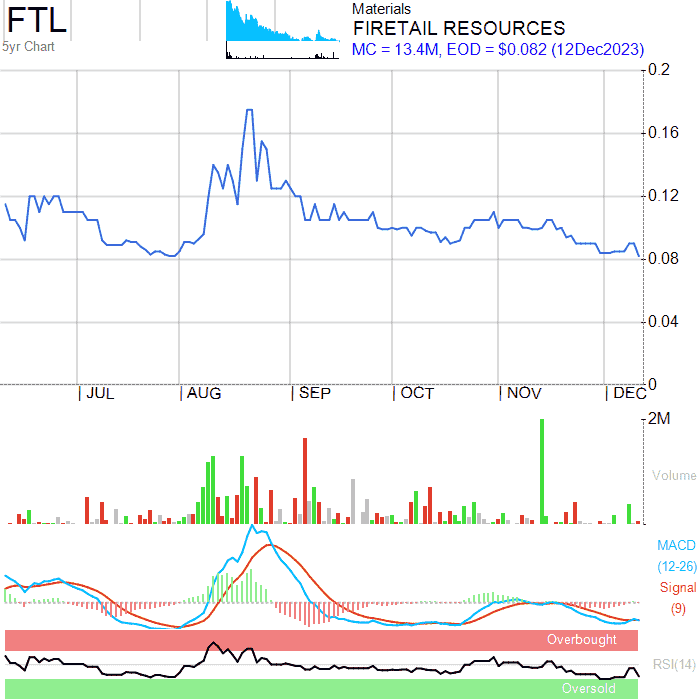 FTL
5yr Chart
Materials
FIRETAIL RESOURCES
MC = 13.4M, EOD = $0.082 (12Dec2023)
0.2
0.16
0.12
0.08
0.04
0
JUL AUG SEP OCT NOV DEC
2M
Volume
MACD
(12-26)
Signal
(9)
Overbought
RSI(14)
Oversold